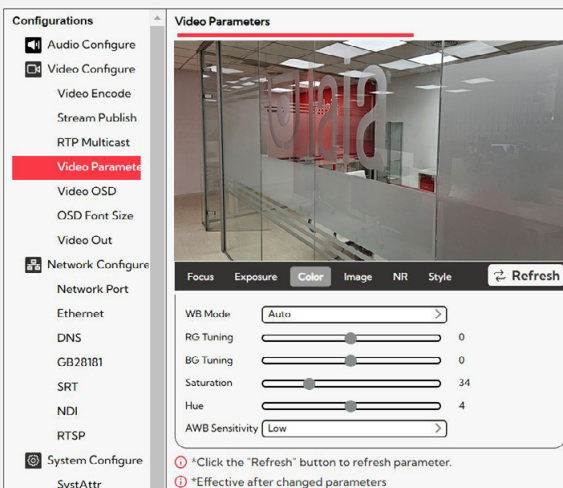 Configurations
Audio Configure
Video Configure
Video Encode
Stream Publish
RTP Multicast
Video Paramete
Video OSD
OSD Font Size
Video Out
Network Configure
Network Port
Ethernet
DNS
GB28181
SRT
NDI
RTSP
System Configure
SystAttr
Video Parameters
Focus Exposure Color Image NR Style Refresh
WB Mode Auto
RG Tuning 0
BG Tuning 0
Saturation 34
Hue 4
AWB Sensitivity Low
*Click the "Refresh" button to refresh parameter.
*Effective after changed parameters